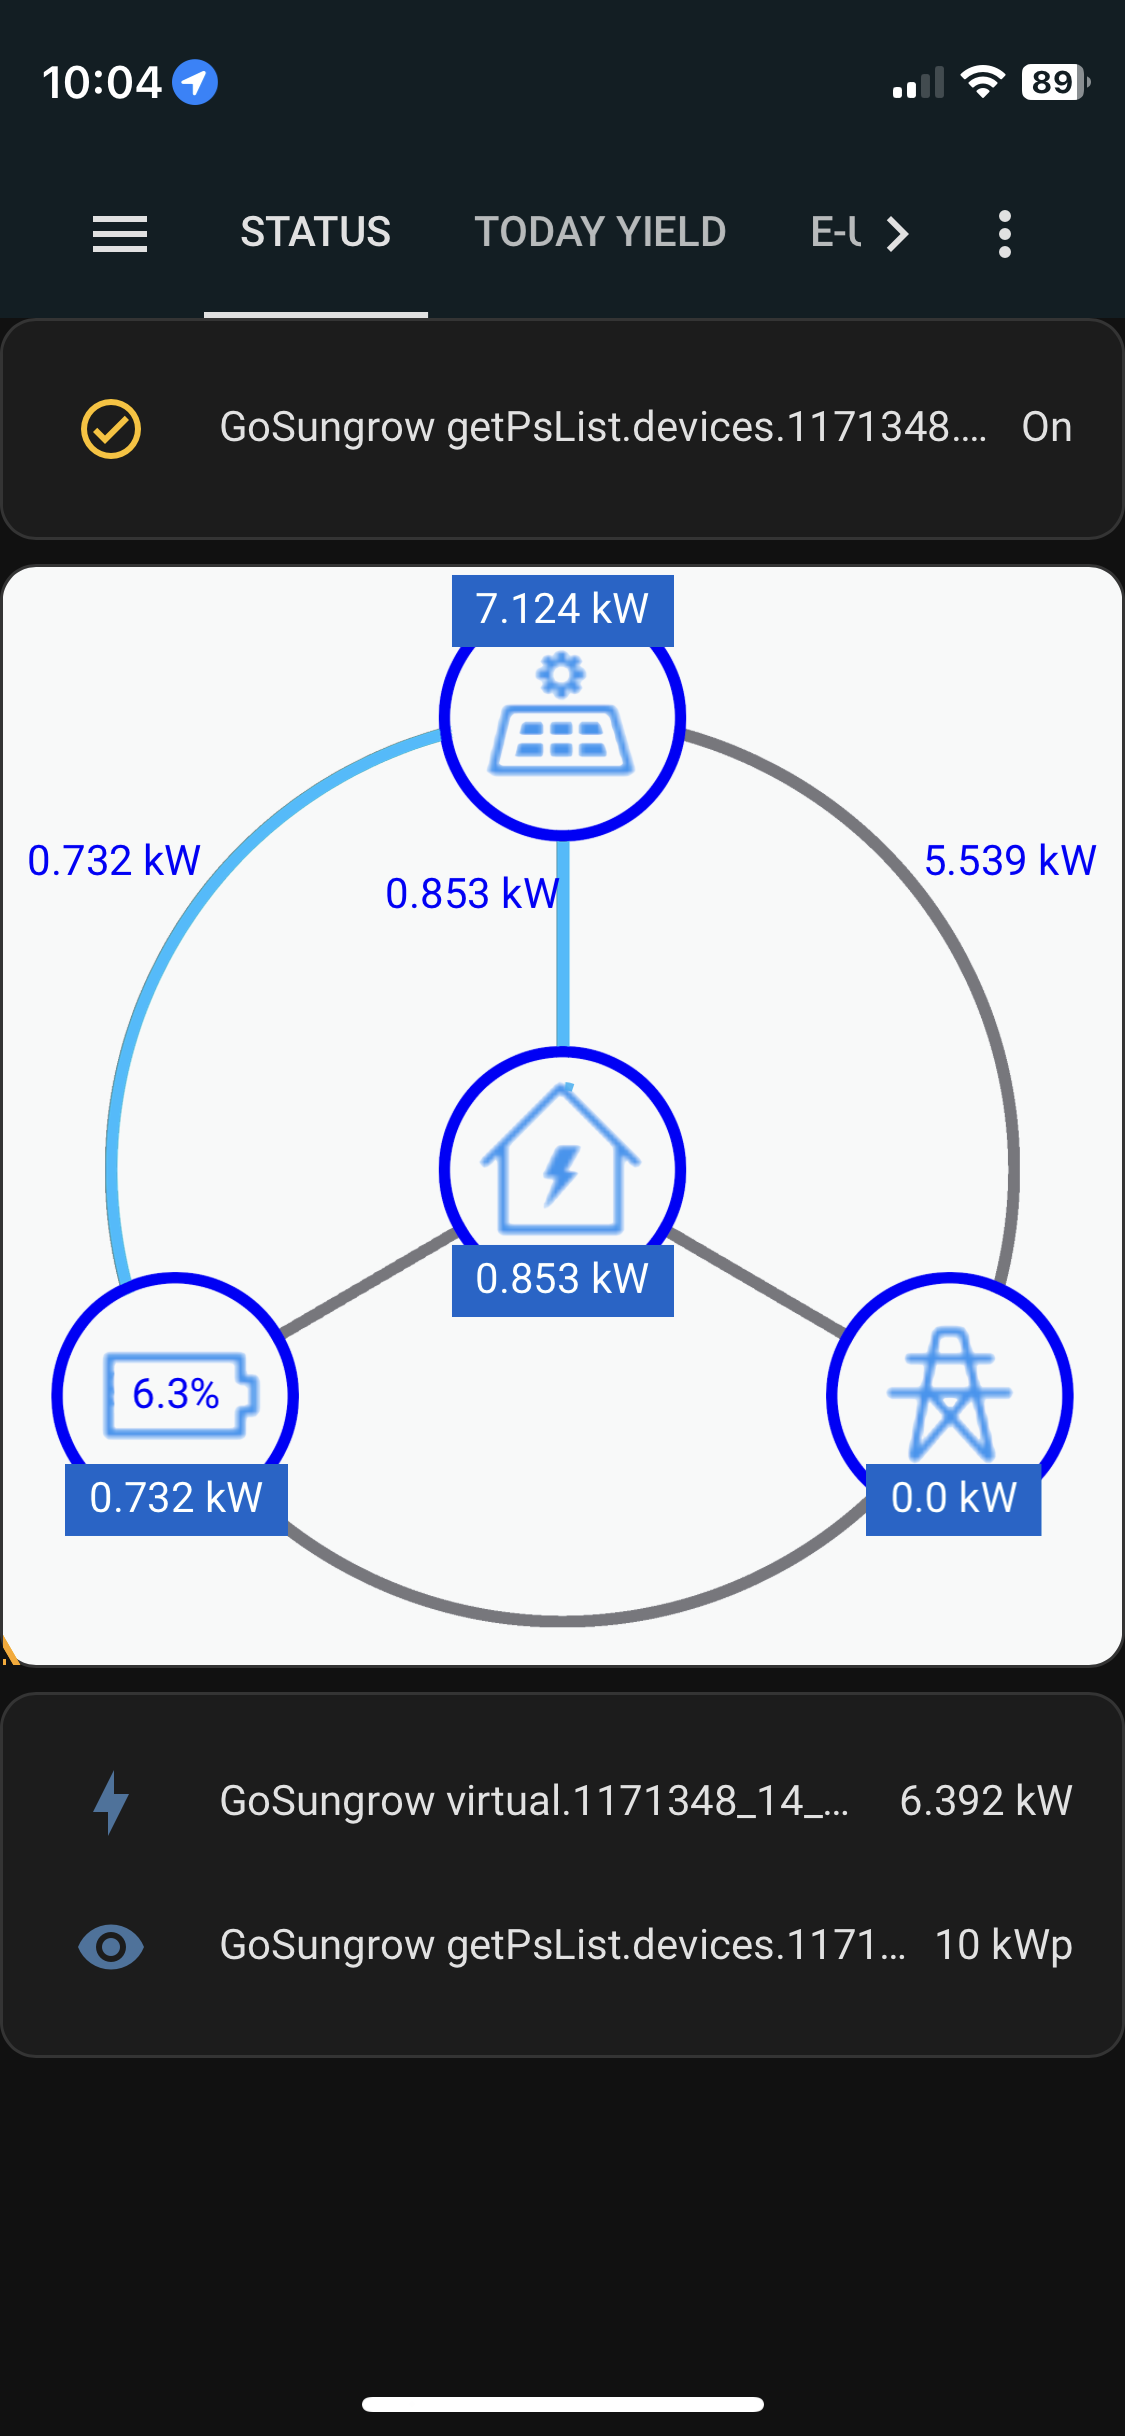 10:04
89
STATUS
TODAY YIELD
E-U
GoSungrow getPsList.devices.1171348.... On
7.124 kW
0.732 kW
5.539 kW
0.853 kW
0.853 kW
6.3%
0.732 kW
0.0 kW
GoSungrow virtual.1171348_14_... 6.392 kW
GoSungrow getPsList.devices.1171... 10 kWp